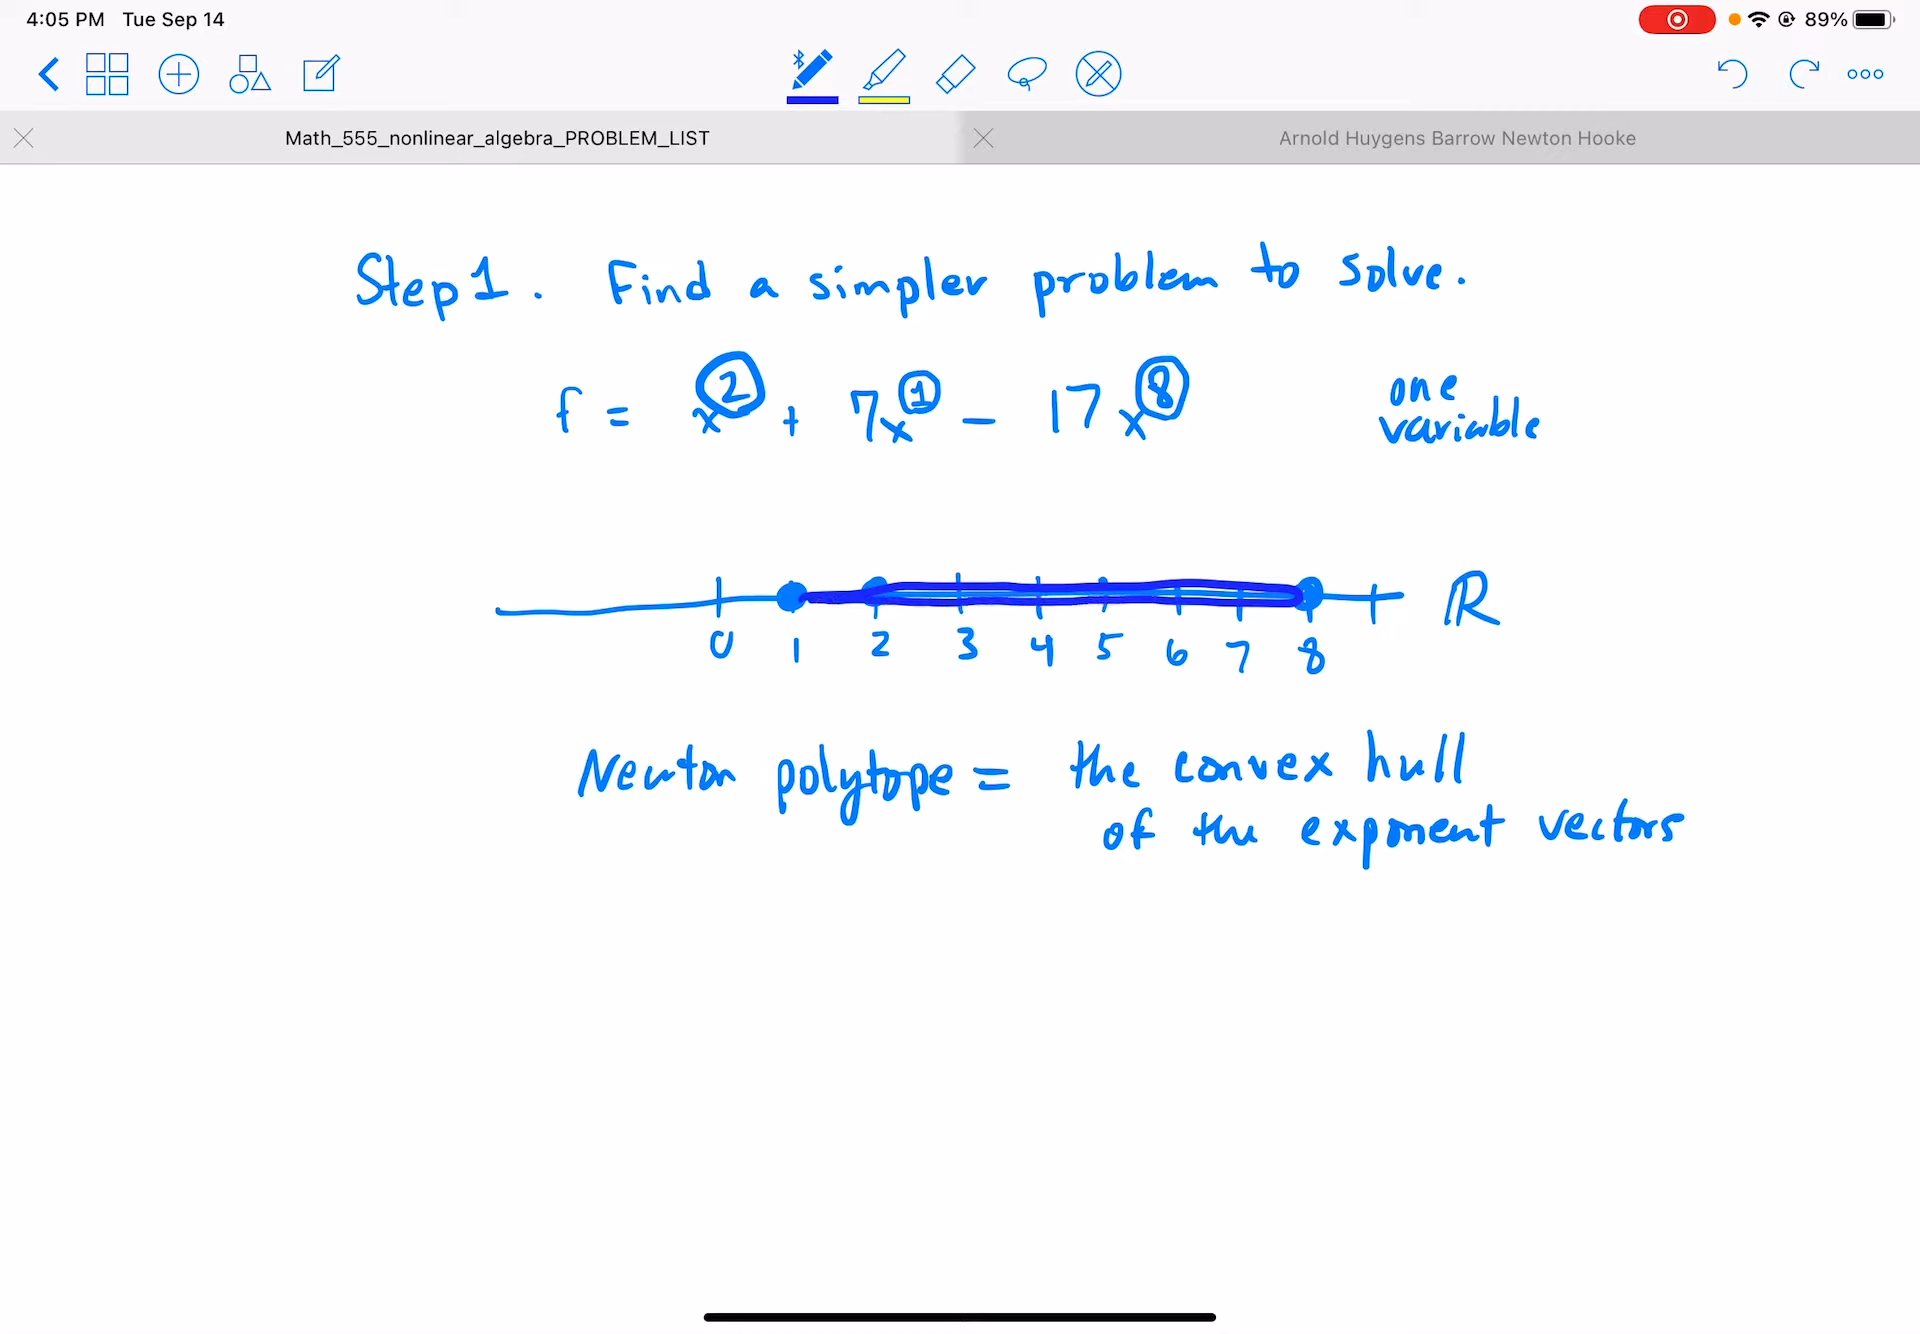 4:05 PM Tue Sep 14 89%
Math_555_nonlinear_algebra_PROBLEM_LIST Arnold Huygens Barrow Newton Hooke
Step 1. Find a simpler problem to solve.
f = x² + 7x¹ − 17x⁸ one variable
ℝ
0 1 2 3 4 5 6 7 8
Newton polytope = the convex hull
of the exponent vectors